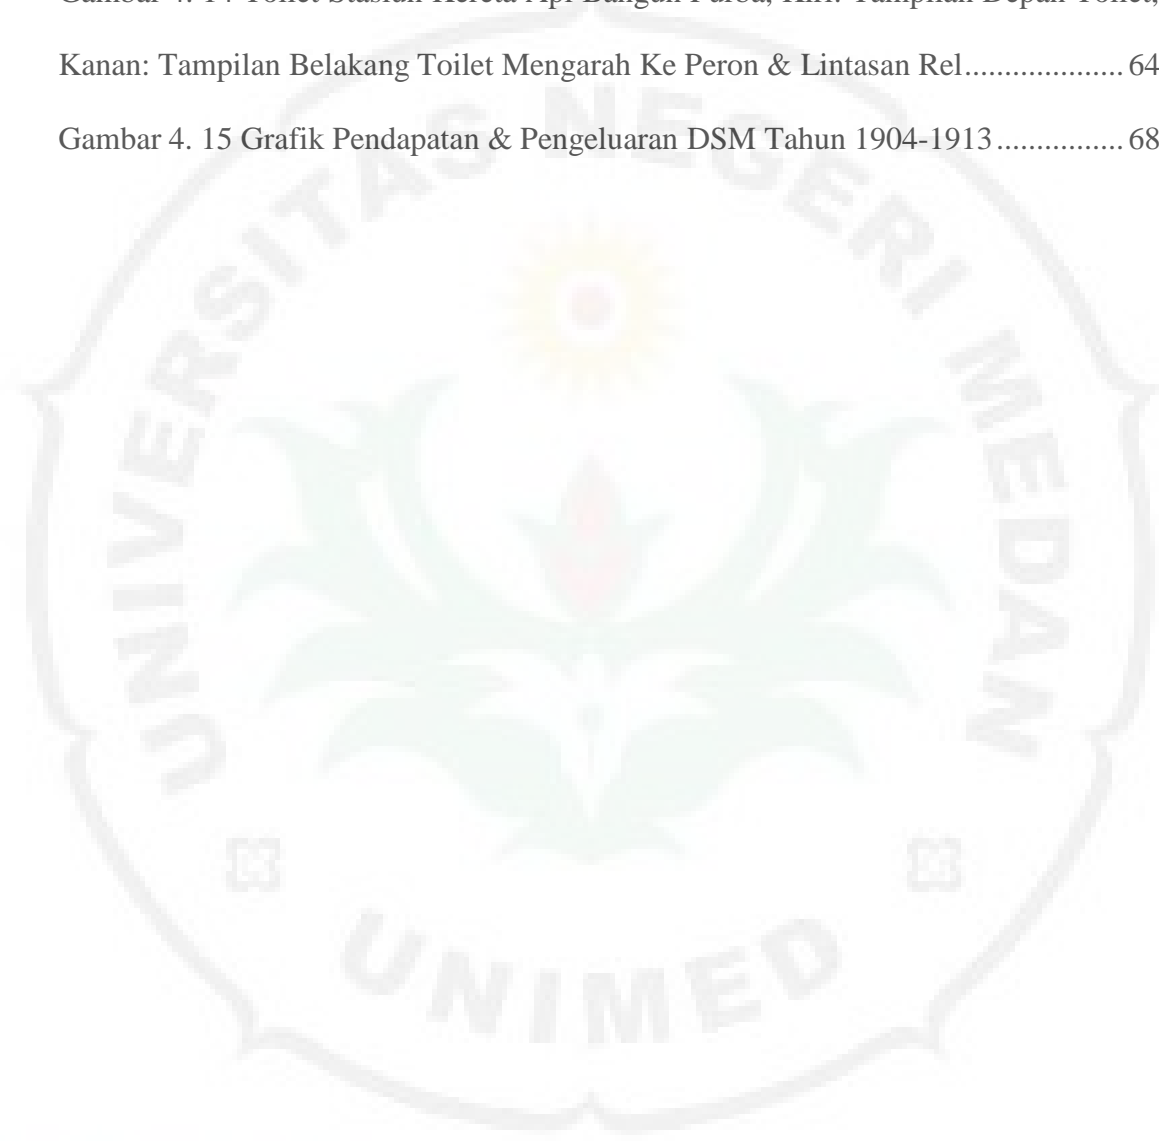 Gambar 4. 14 Toilet Stasiun Kereta Api Bangun Purba, Kiri: Tampilan Depan Toilet,
Kanan: Tampilan Belakang Toilet Mengarah Ke Peron & Lintasan Rel.................... 64
Gambar 4. 15 Grafik Pendapatan & Pengeluaran DSM Tahun 1904-1913................ 68
UNIVERSITAS NEGERI MEDAN
UNIMED